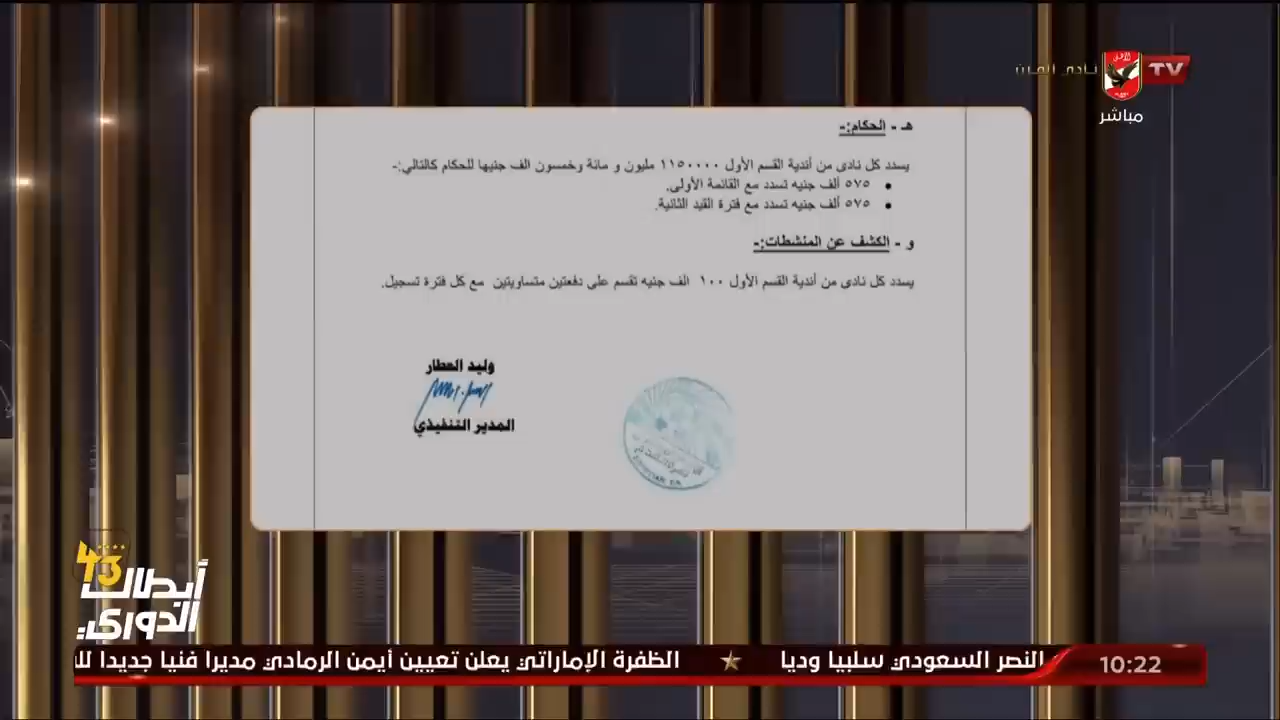 نادي القرن
TV
مباشر
هـ - الحكام:-
يسدد كل نادى من أندية القسم الأول ١١٥٠٠٠٠ مليون و مائة وخمسون الف جنيها للحكام كالتالي:-
• ٥٧٥ ألف جنيه تسدد مع القائمة الأولى.
• ٥٧٥ ألف جنيه تسدد مع فترة القيد الثانية.
و - الكشف عن المنشطات:-
يسدد كل نادى من أندية القسم الأول ١٠٠ الف جنيه تقسم على دفعتين متساويتين مع كل فترة تسجيل.
وليد العطار
المدير التنفيذي
43
أبطال
الدوري
10:22
النصر السعودي سلبيا وديا ★ الظفرة الإماراتي يعلن تعيين أيمن الرمادي مديرا فنيا جديدا